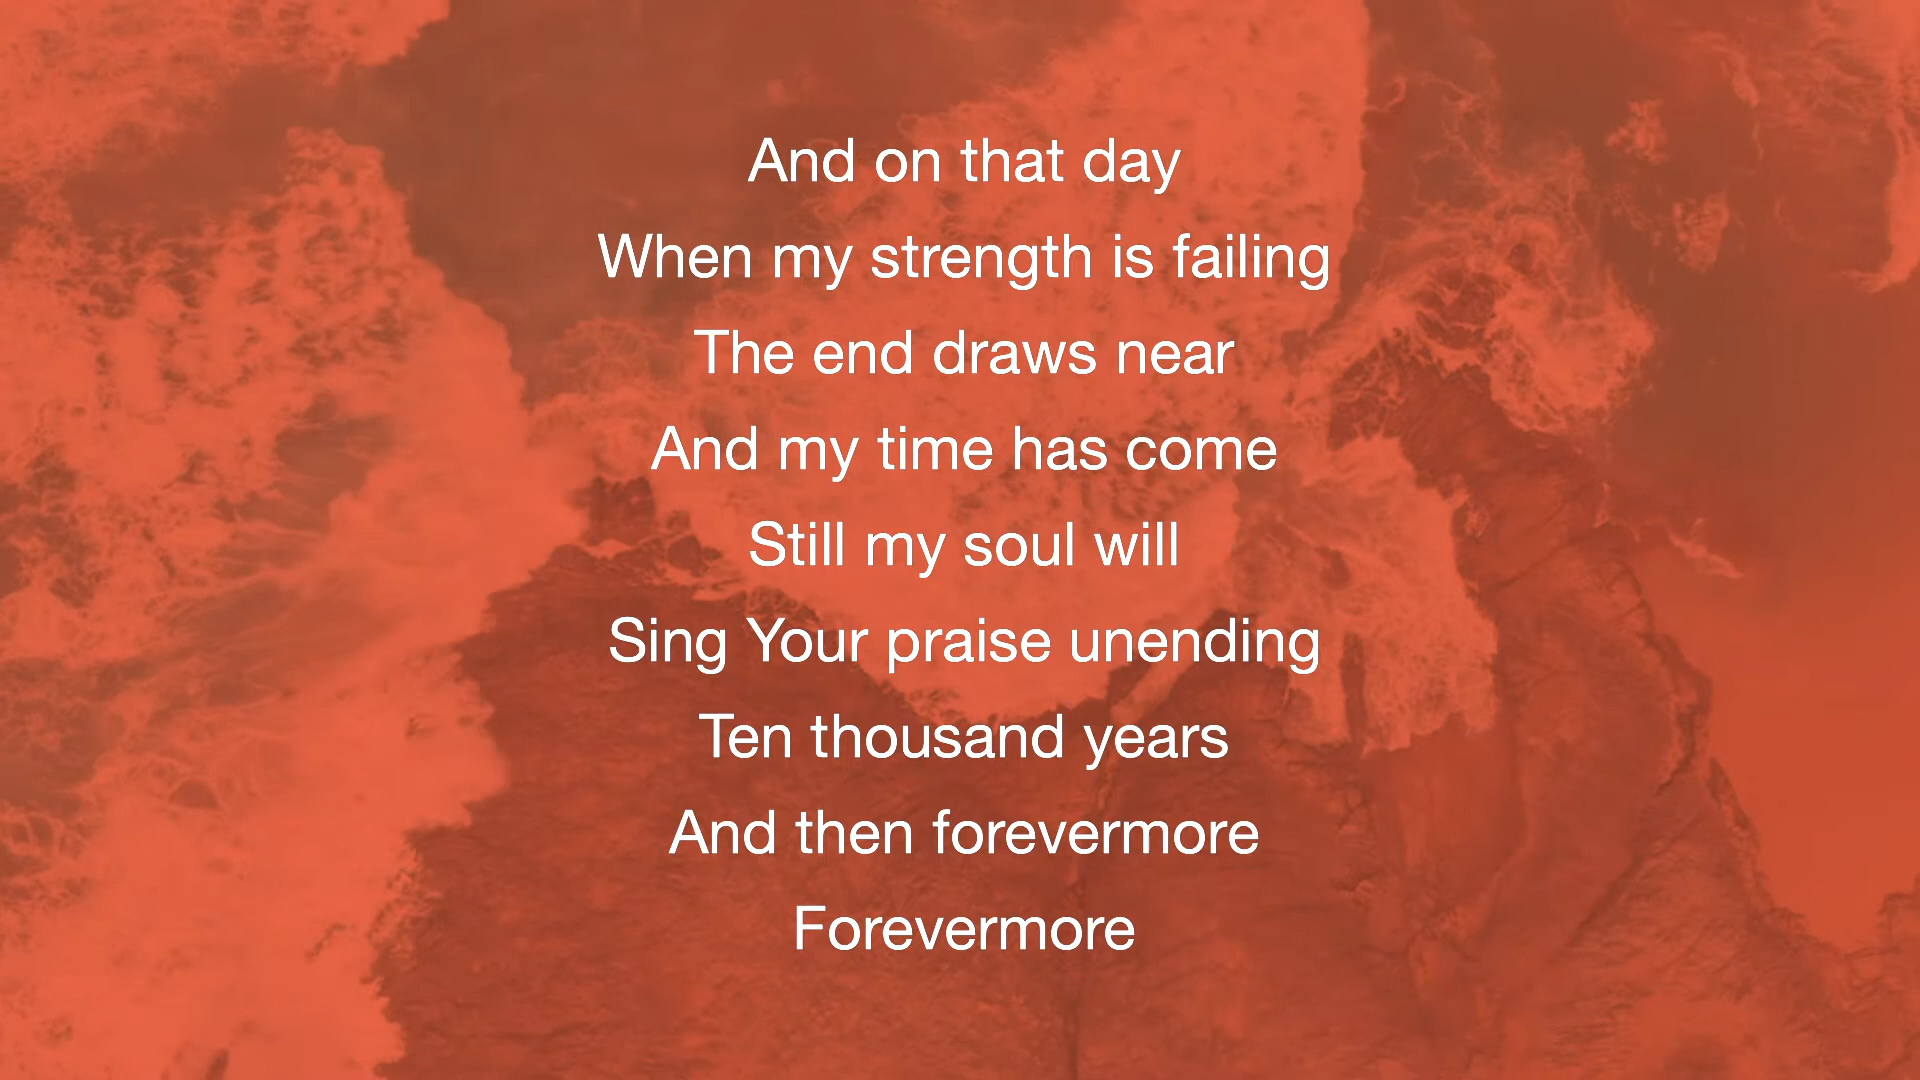 And on that day
When my strength is failing
The end draws near
And my time has come
Still my soul will
Sing Your praise unending
Ten thousand years
And then forevermore
Forevermore